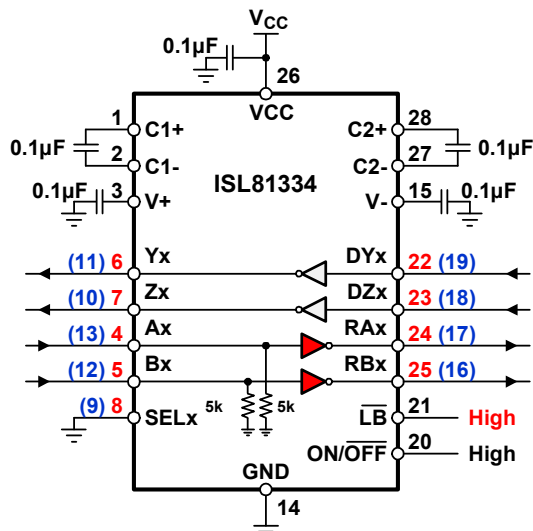 VCC
0.1µF
26
VCC
1 C1+ C2+ 28
0.1µF 0.1µF
2 C1- C2- 27
ISL81334
0.1µF 3 V+ V- 15 0.1µF
(11) 6 Yx DYx 22 (19)
(10) 7 Zx DZx 23 (18)
(13) 4 Ax RAx 24 (17)
(12) 5 Bx RBx 25 (16)
5k 5k
(9) 8 SELx LB 21 High
ON/OFF 20 High
GND
14